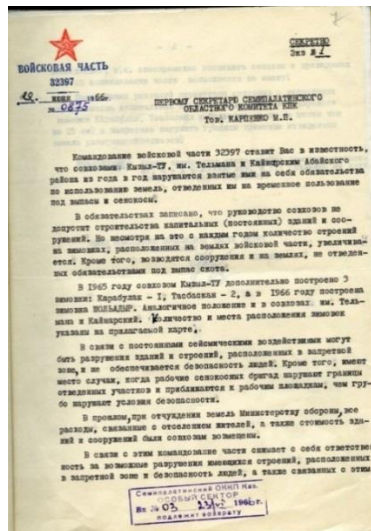 7
СЕКРЕТНО
Экз № 1
ВОЙСКОВАЯ ЧАСТЬ
32397
июня 1966г.
№ 0875
ПЕРВОМУ СЕКРЕТАРЮ СЕМИПАЛАТИНСКОГО
ОБЛАСТНОГО КОМИТЕТА КПК
Тов. КАРПЕНКО М.П.
Командование войсковой части 32397 ставит Вас в известность,
что совхозами Кызыл-ТУ, им. Тельмана и Кайнарским Абайского
района из года в год нарушаются взятые ими на себя обязательства
по использованию земель, отведенных им на временное пользование
под выпасы и сенокосы.
В обязательствах записано, что руководство совхозов не
допустит строительства капитальных (постоянных) зданий и соо-
ружений. Но несмотря на это с каждым годом количество строений
на зимовках, расположенных на землях войсковой части, увеличива-
ется. Кроме того, возводятся сооружения и на землях, не отведен-
ных обязательствами под выпас скота.
В 1965 году совхозом Кызыл-ТУ дополнительно построено 3
зимовки: Карабулак - I, Тасбаскан - 2, а в 1966 году построена
зимовка ЖОЛЬДЫР. Аналогичное положение и в совхозах им. Тель-
мана и Кайнарский. Количество и места расположения зимовок
указаны на прилагаемой карте.
В связи с постоянными сейсмическими воздействиями могут
быть разрушения зданий и строений, расположенных в запретной
зоне, и не обеспечивается безопасность людей. Кроме того, имеют
место случаи, когда рабочие сенокосных бригад нарушают границы
отведенных участков и приближаются к рабочим площадкам, чем гру-
бо нарушают условия безопасности.
В прошлом, при отчуждении земель Министерству обороны, все
расходы, связанные с отселением жителей, а также стоимость зда-
ний и сооружений были совхозам возмещены.
В связи с этим командование части снимает с себя ответствен-
ность за возможные разрушения имеющихся строений, расположенных
в запретной зоне и безопасность людей, а также связанных с этим
Семипалатинский ОККП Каз.
ОСОБЫЙ СЕКТОР
Вх № 03 23/VI 1966г.
подлежит возврату